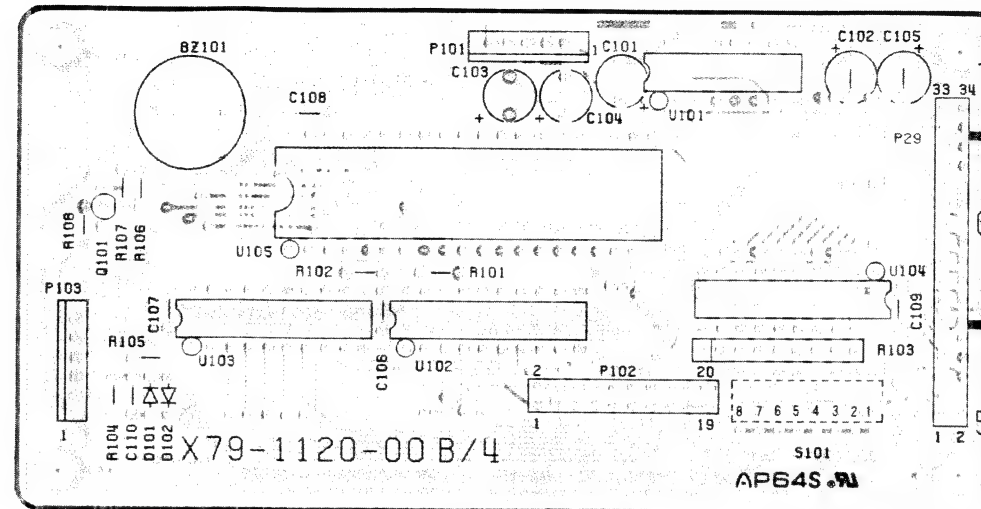 BZ101
P101
1
C101
C102 C105
C103
C104
C108
U101
33 34
P29
R108
Q101
R107
R106
U105
R102
R101
U104
P103
C107
C109
R105
U103
C106
U102
R103
2
P102
20
8 7 6 5 4 3 2 1
1
1
19
1 2
R104
C110
D101
D102
X79-1120-00 B/4
S101
AP64S